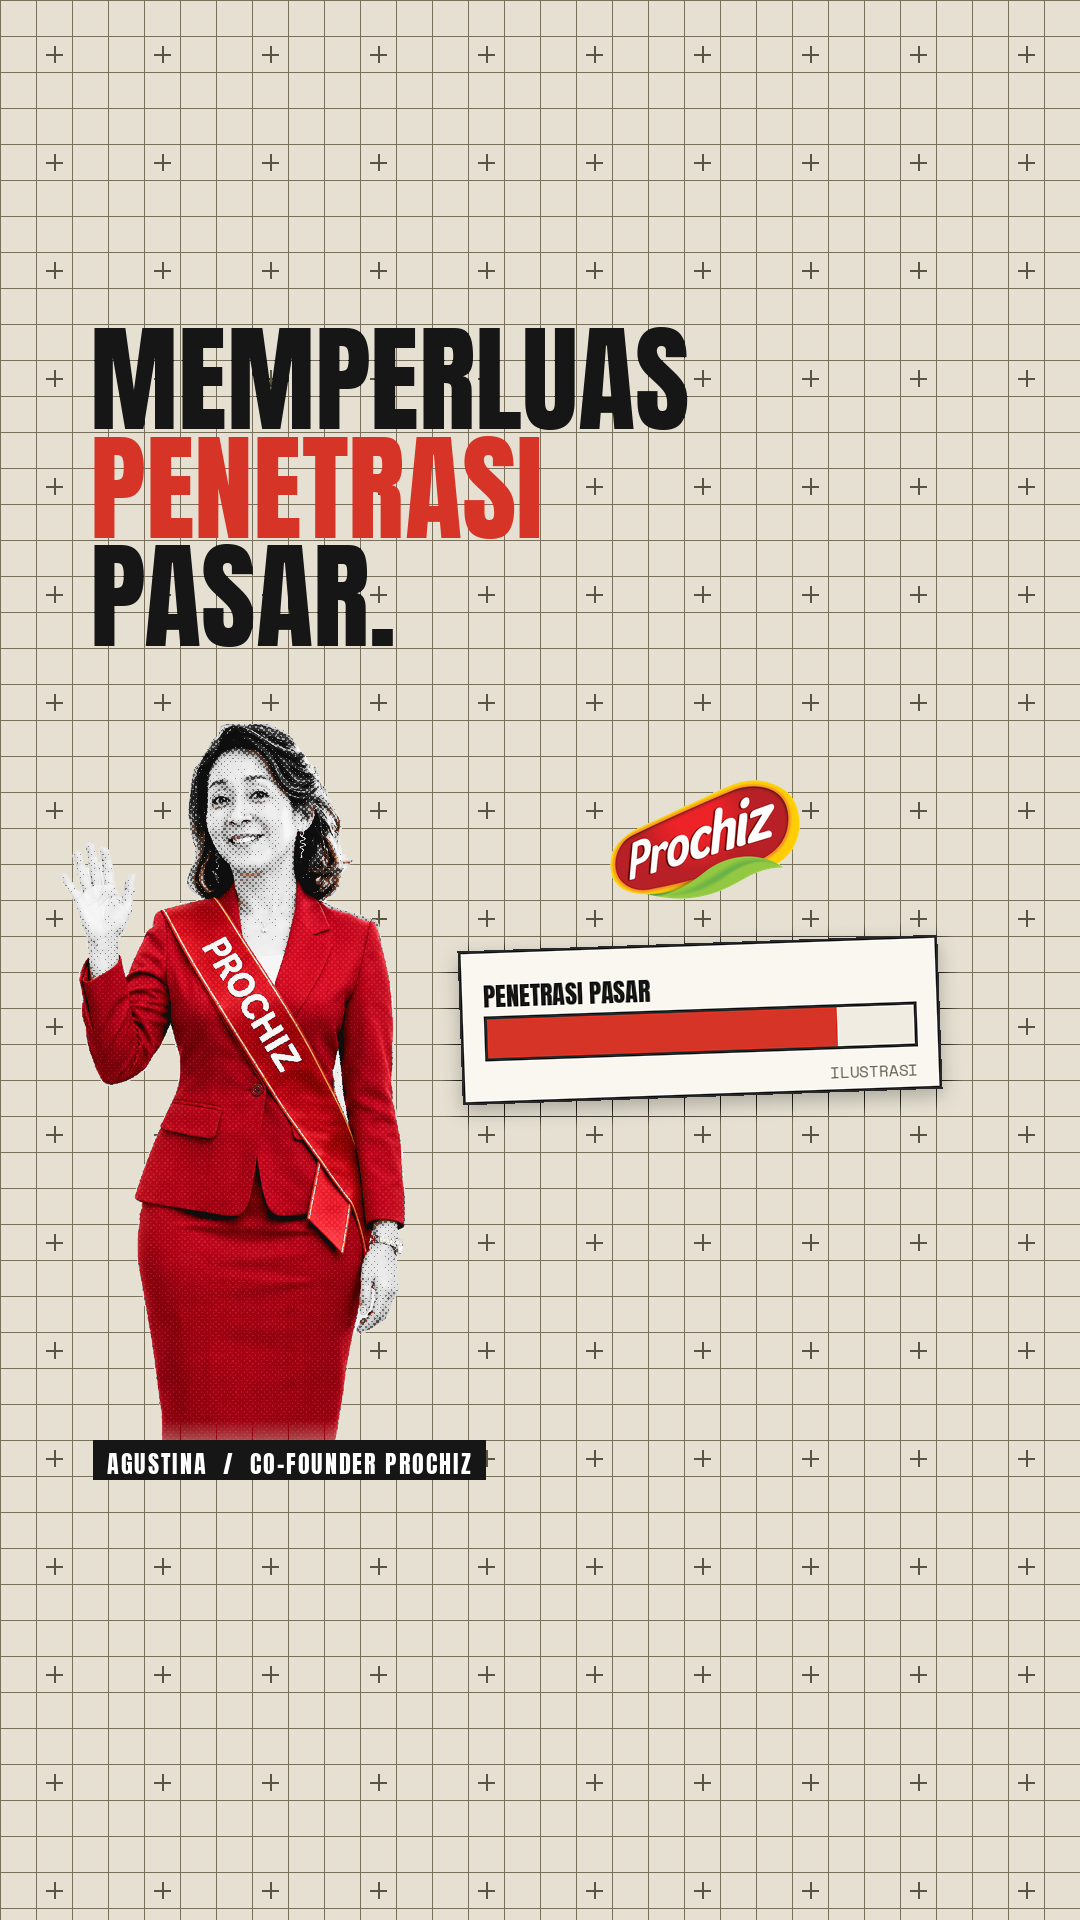 MEMPERLUAS
PENETRASI
PASAR.
Prochiz
PROCHIZ
PENETRASI PASAR
ILUSTRASI
AGUSTINA / CO-FOUNDER PROCHIZ